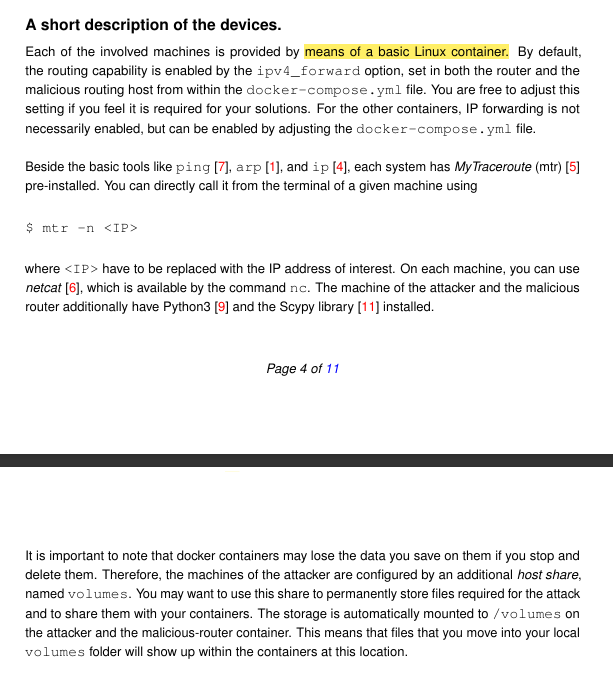 A short description of the devices.
Each of the involved machines is provided by means of a basic Linux container. By default,
the routing capability is enabled by the ipv4_forward option, set in both the router and the
malicious routing host from within the docker-compose.yml file. You are free to adjust this
setting if you feel it is required for your solutions. For the other containers, IP forwarding is not
necessarily enabled, but can be enabled by adjusting the docker-compose.yml file.
Beside the basic tools like ping [7], arp [1], and ip [4], each system has MyTraceroute (mtr) [5]
pre-installed. You can directly call it from the terminal of a given machine using
$ mtr -n <IP>
where <IP> have to be replaced with the IP address of interest. On each machine, you can use
netcat [6], which is available by the command nc. The machine of the attacker and the malicious
router additionally have Python3 [9] and the Scypy library [11] installed.
Page 4 of 11
It is important to note that docker containers may lose the data you save on them if you stop and
delete them. Therefore, the machines of the attacker are configured by an additional host share,
named volumes. You may want to use this share to permanently store files required for the attack
and to share them with your containers. The storage is automatically mounted to /volumes on
the attacker and the malicious-router container. This means that files that you move into your local
volumes folder will show up within the containers at this location.